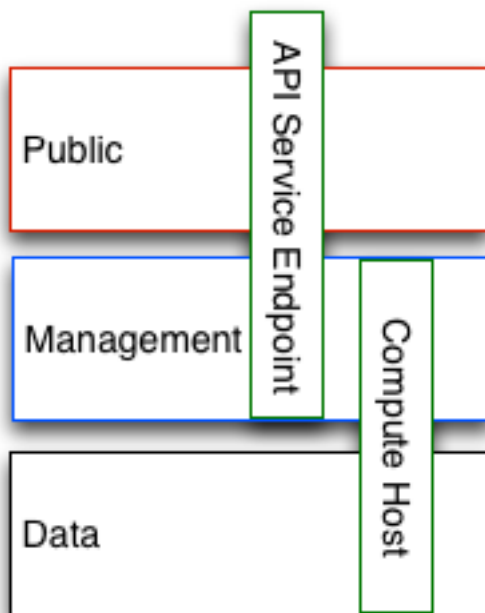 Public
API Service Endpoint
Management
Compute Host
Data